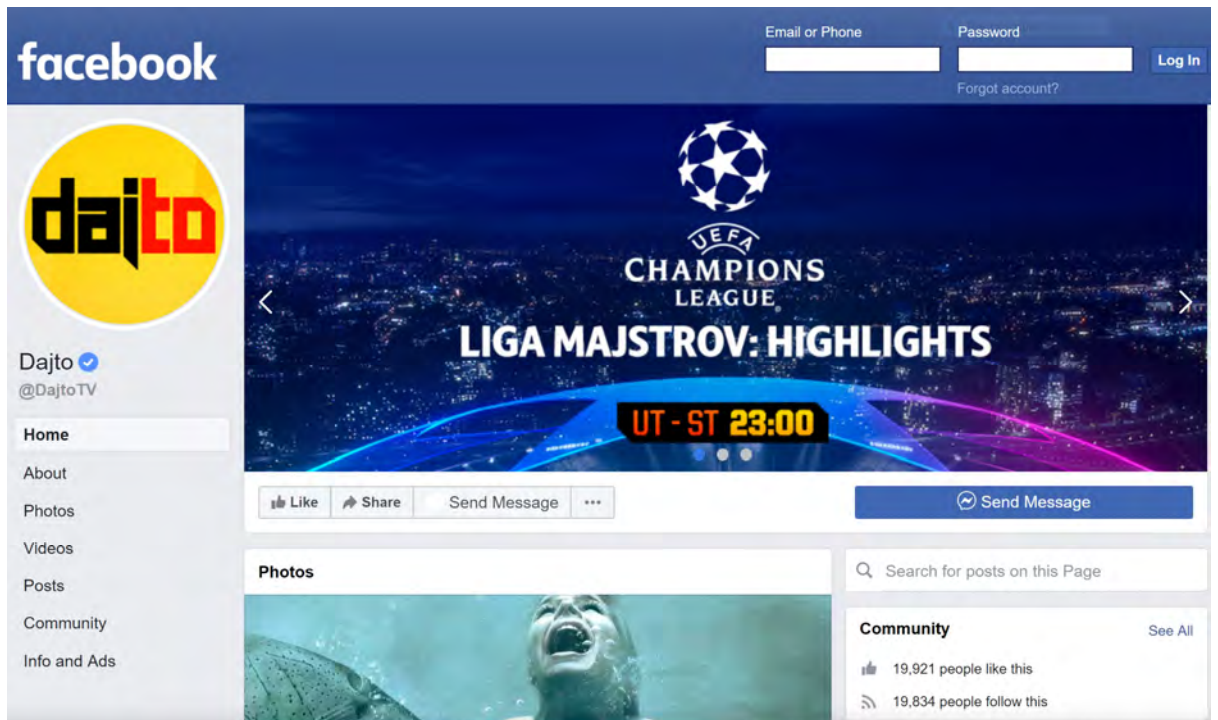 facebook
Email or Phone
Password
Log In
Forgot account?
dajto
Dajto
@DajtoTV
Home
About
Photos
Videos
Posts
Community
Info and Ads
UEFA
CHAMPIONS
LEAGUE
LIGA MAJSTROV: HIGHLIGHTS
UT - ST 23:00
Like
Share
Send Message
Send Message
Photos
Search for posts on this Page
Community
See All
19,921 people like this
19,834 people follow this